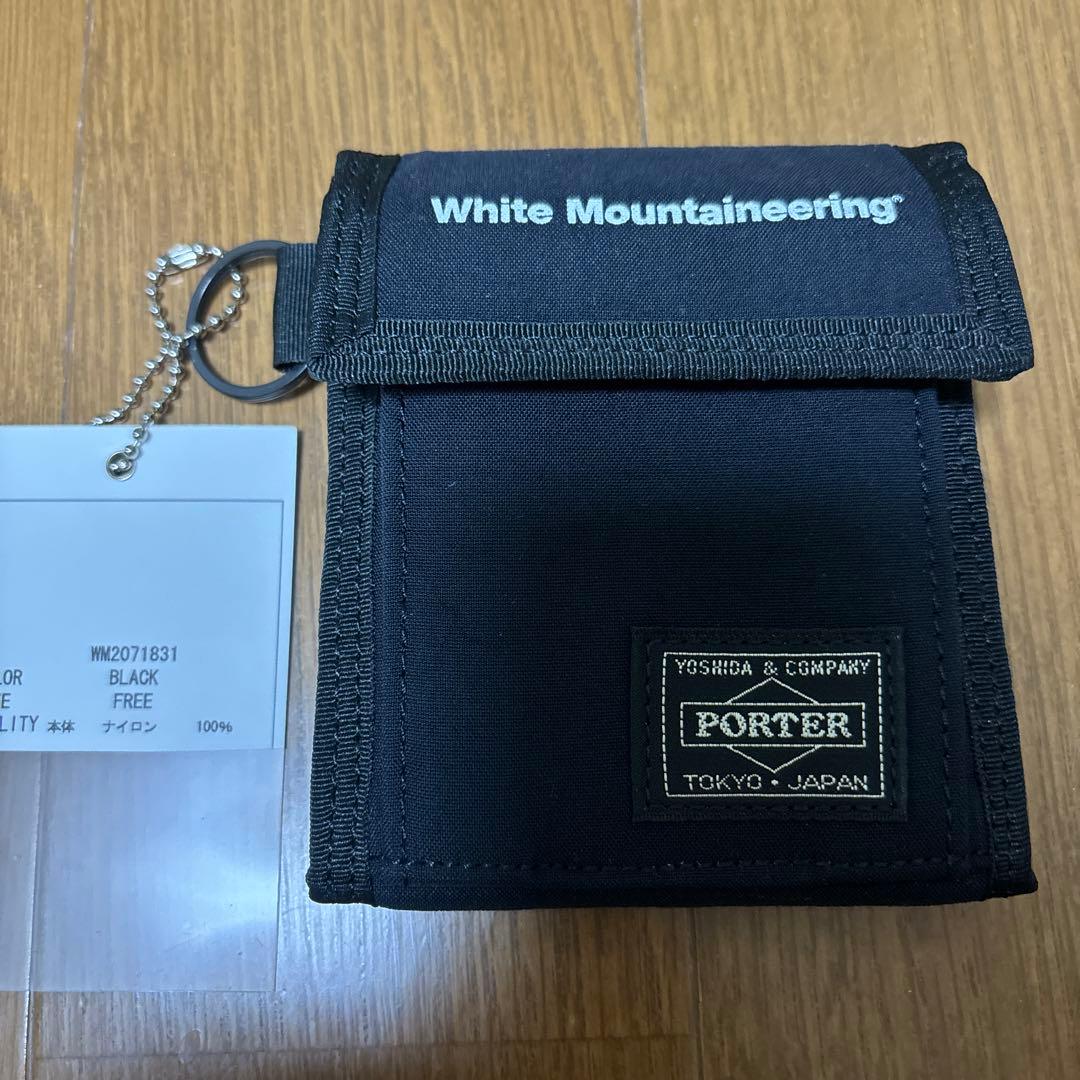 White Mountaineering®
WM2071831
LOR BLACK
E FREE
LITY 本体 ナイロン 100%
YOSHIDA & COMPANY
PORTER
TOKYO・JAPAN